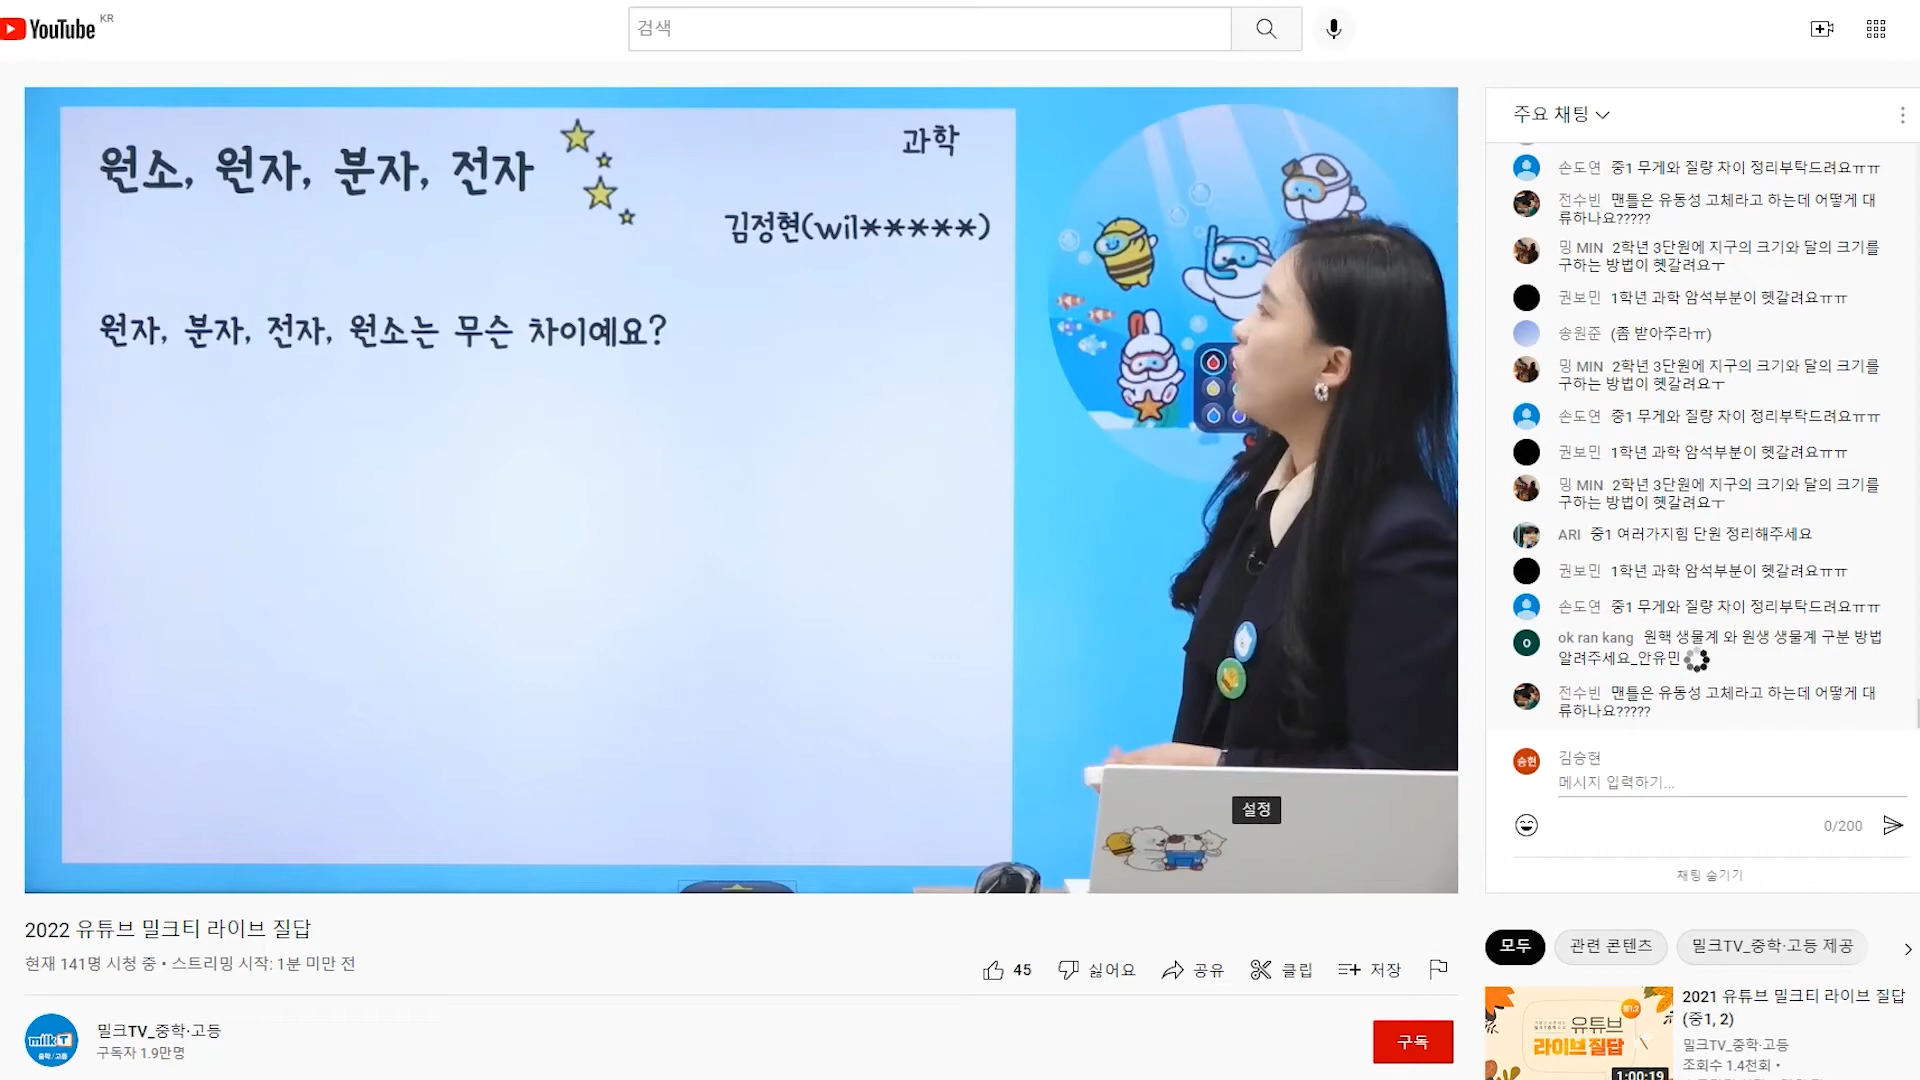 YouTube KR
검색
원소, 원자, 분자, 전자
과학
김정현(wil*****)
원자, 분자, 전자, 원소는 무슨 차이예요?
설정
2022 유튜브 밀크티 라이브 질답
현재 141명 시청 중 • 스트리밍 시작: 1분 미만 전
45
싫어요
공유
클립
저장
milkT
중학/고등
밀크TV_중학·고등
구독자 1.9만명
구독
주요 채팅
손도연 중1 무게와 질량 차이 정리부탁드려요ㅠㅠ
전수빈 맨틀은 유동성 고체라고 하는데 어떻게 대
류하나요?????
밍 MIN 2학년 3단원에 지구의 크기와 달의 크기를
구하는 방법이 헷갈려요ㅜ
권보민 1학년 과학 암석부분이 헷갈려요ㅠㅠ
송원준 (좀 받아주라ㅠ)
밍 MIN 2학년 3단원에 지구의 크기와 달의 크기를
구하는 방법이 헷갈려요ㅜ
손도연 중1 무게와 질량 차이 정리부탁드려요ㅠㅠ
권보민 1학년 과학 암석부분이 헷갈려요ㅠㅠ
밍 MIN 2학년 3단원에 지구의 크기와 달의 크기를
구하는 방법이 헷갈려요ㅜ
ARI 중1 여러가지힘 단원 정리해주세요
권보민 1학년 과학 암석부분이 헷갈려요ㅠㅠ
손도연 중1 무게와 질량 차이 정리부탁드려요ㅠㅠ
o
ok ran kang 원핵 생물계 와 원생 생물계 구분 방법
알려주세요_안유민
전수빈 맨틀은 유동성 고체라고 하는데 어떻게 대
류하나요?????
승현
김승현
메시지 입력하기...
0/200
채팅 숨기기
모두
관련 콘텐츠
밀크TV_중학·고등 제공
유튜브
라이브 질답
중1,2
1:00:19
2021 유튜브 밀크티 라이브 질답
(중1, 2)
밀크TV_중학·고등
조회수 1.4천회 •